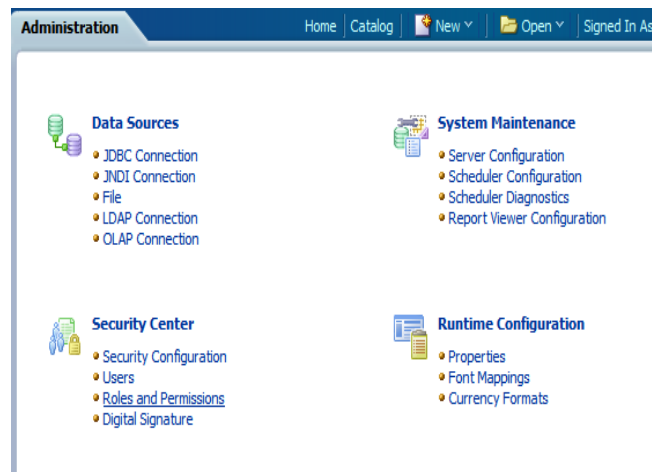 Administration
Home Catalog New Open Signed In As
Data Sources
JDBC Connection
JNDI Connection
File
LDAP Connection
OLAP Connection
System Maintenance
Server Configuration
Scheduler Configuration
Scheduler Diagnostics
Report Viewer Configuration
Security Center
Security Configuration
Users
Roles and Permissions
Digital Signature
Runtime Configuration
Properties
Font Mappings
Currency Formats